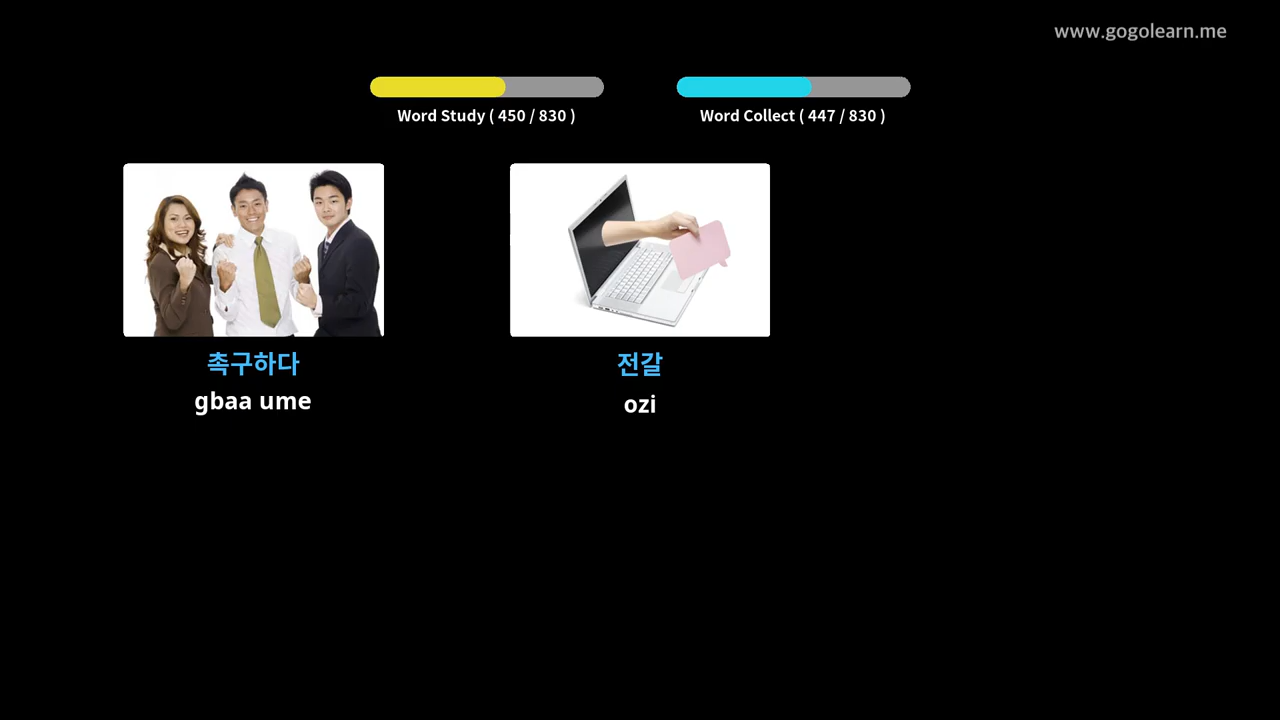 www.gogolearn.me
Word Study ( 450 / 830 )
Word Collect ( 447 / 830 )
촉구하다
gbaa ume
전갈
ozi